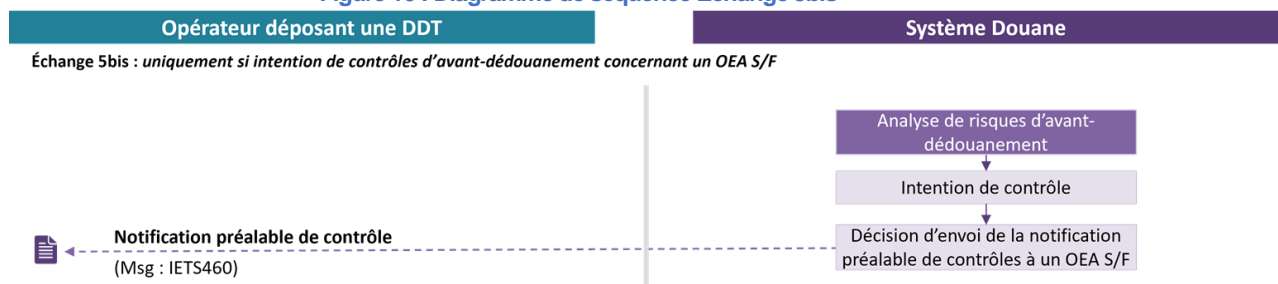 Opérateur déposant une DDT
Système Douane
Échange 5bis : uniquement si intention de contrôles d'avant-dédouanement concernant un OEA S/F
Analyse de risques d'avant-
dédouanement
Intention de contrôle
Décision d'envoi de la notification
préalable de contrôles à un OEA S/F
Notification préalable de contrôle
(Msg : IETS460)